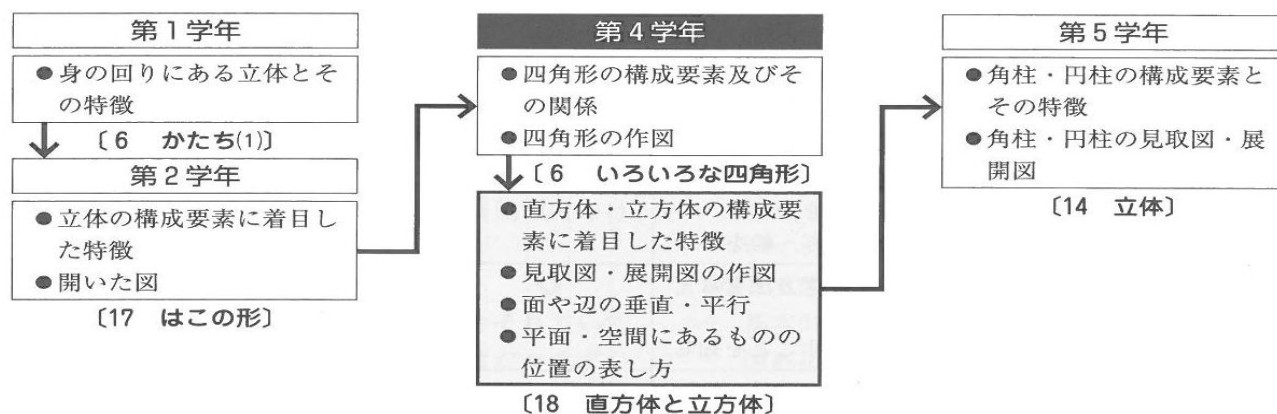 第1学年
●身の回りにある立体とそ
の特徴
〔6 かたち(1)〕
第2学年
●立体の構成要素に着目し
た特徴
●開いた図
〔17 はこの形〕
第4学年
●四角形の構成要素及びそ
の関係
●四角形の作図
〔6 いろいろな四角形〕
●直方体・立方体の構成要
素に着目した特徴
●見取図・展開図の作図
●面や辺の垂直・平行
●平面・空間にあるものの
位置の表し方
〔18 直方体と立方体〕
第5学年
●角柱・円柱の構成要素と
その特徴
●角柱・円柱の見取図・展
開図
〔14 立体〕